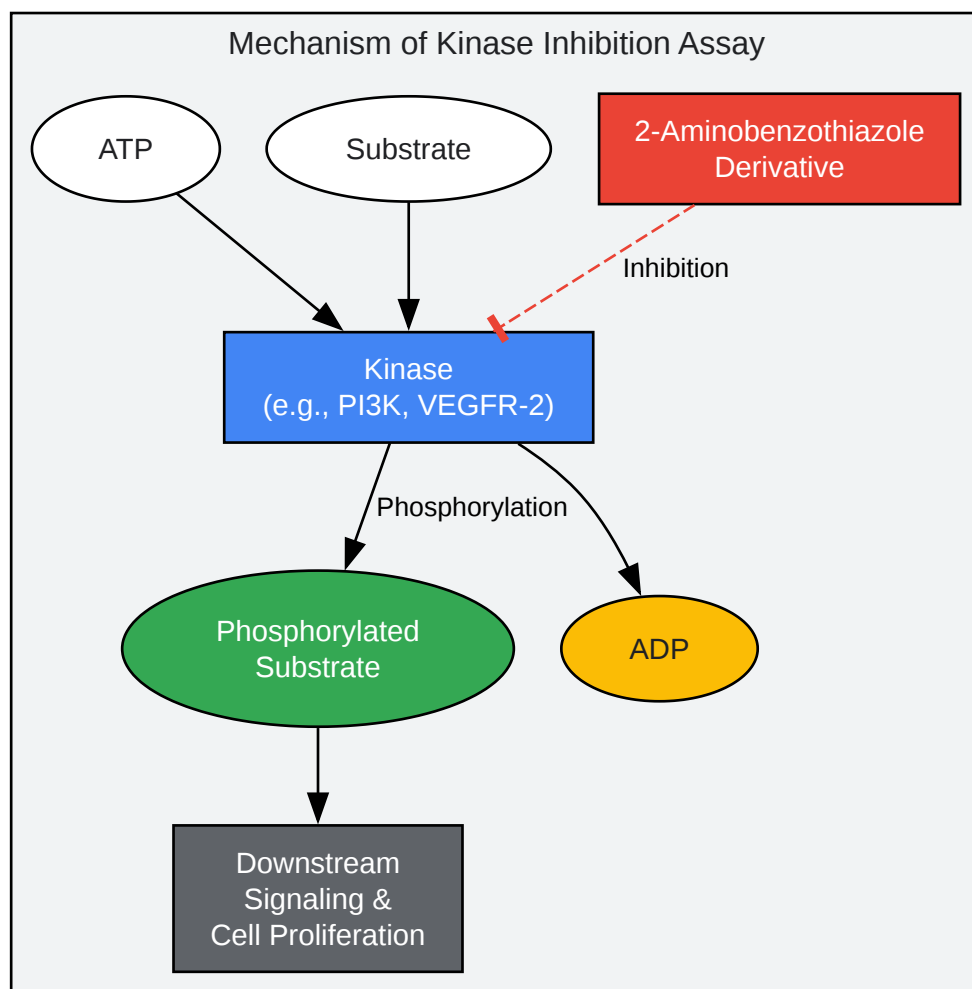 Mechanism of Kinase Inhibition Assay
ATP
Substrate
2-Aminobenzothiazole
Derivative
Inhibition
Kinase
(e.g., PI3K, VEGFR-2)
Phosphorylation
Phosphorylated
Substrate
ADP
Downstream
Signaling &
Cell Proliferation